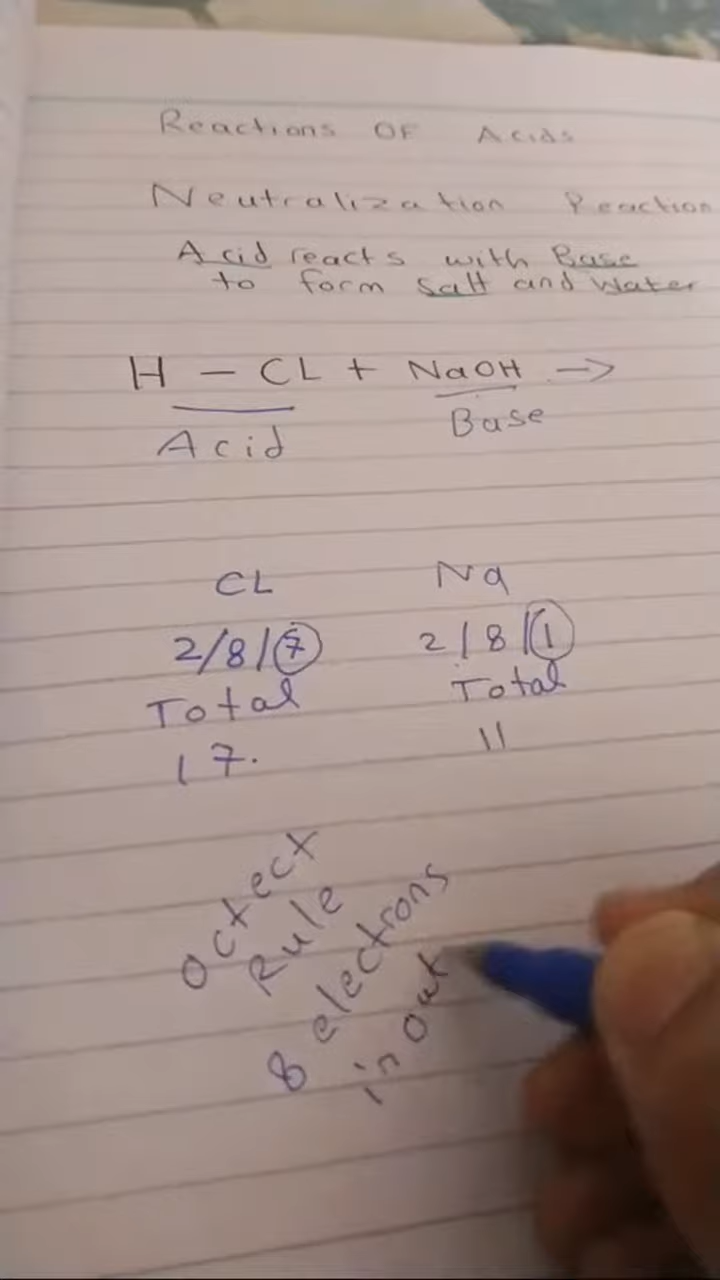 Reactions OF Acids
Neutralization Reaction
Acid reacts with Base
to form Salt and Water
H – CL + NaOH →
Acid Base
CL Na
2/8/7 2/8/1
Total Total
17. 11
Octect
Rule
8 electrons
in out